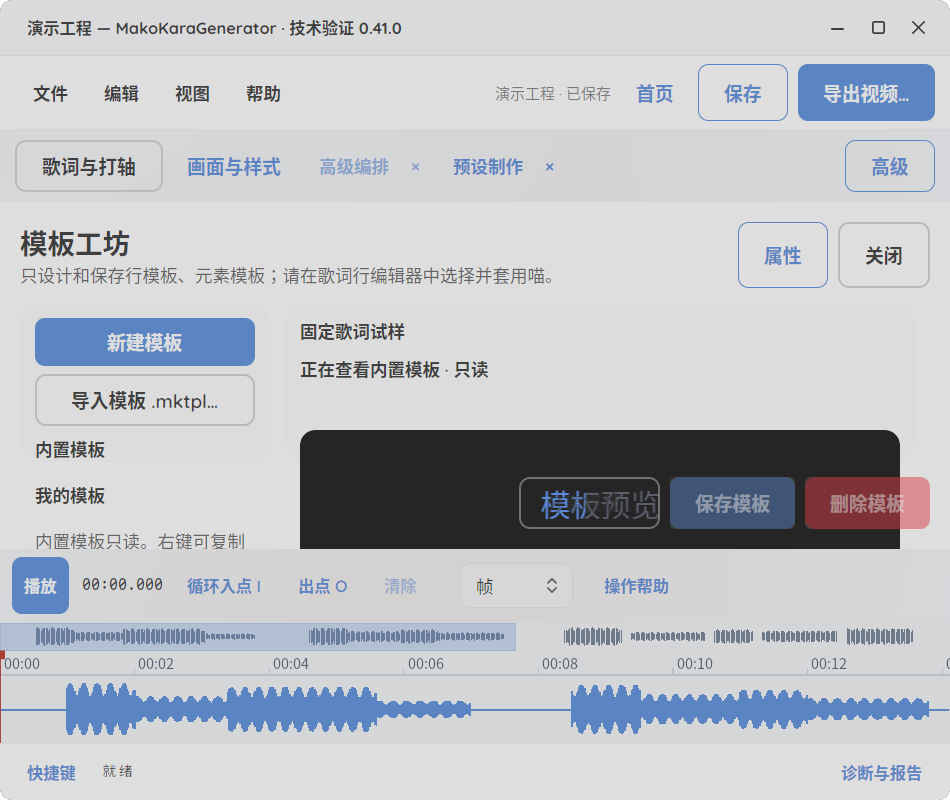 演示工程 — MakoKaraGenerator · 技术验证 0.41.0
文件 编辑 视图 帮助 演示工程 · 已保存 首页 保存 导出视频...
歌词与打轴 画面与样式 高级编排 × 预设制作 × 高级
模板工坊
只设计和保存行模板、元素模板；请在歌词行编辑器中选择并套用喵。
属性 关闭
新建模板
导入模板 .mktpl...
内置模板
我的模板
内置模板只读。右键可复制
固定歌词试样
正在查看内置模板 · 只读
模板预览 保存模板 删除模板
播放 00:00.000 循环入点 I 出点 O 清除 帧 操作帮助
00:00 00:02 00:04 00:06 00:08 00:10 00:12
快捷键 就绪 诊断与报告